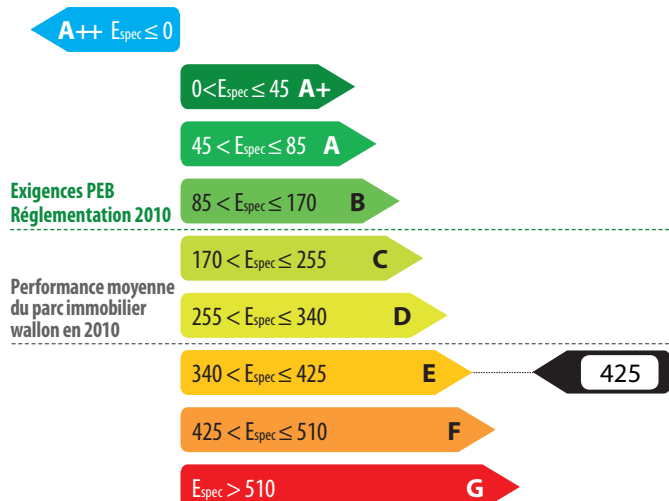 A++ Espec ≤ 0
0 < Espec ≤ 45 A+
45 < Espec ≤ 85 A
Exigences PEB
Réglementation 2010
85 < Espec ≤ 170 B
170 < Espec ≤ 255 C
Performance moyenne
du parc immobilier
wallon en 2010
255 < Espec ≤ 340 D
340 < Espec ≤ 425 E
425
425 < Espec ≤ 510 F
Espec > 510 G